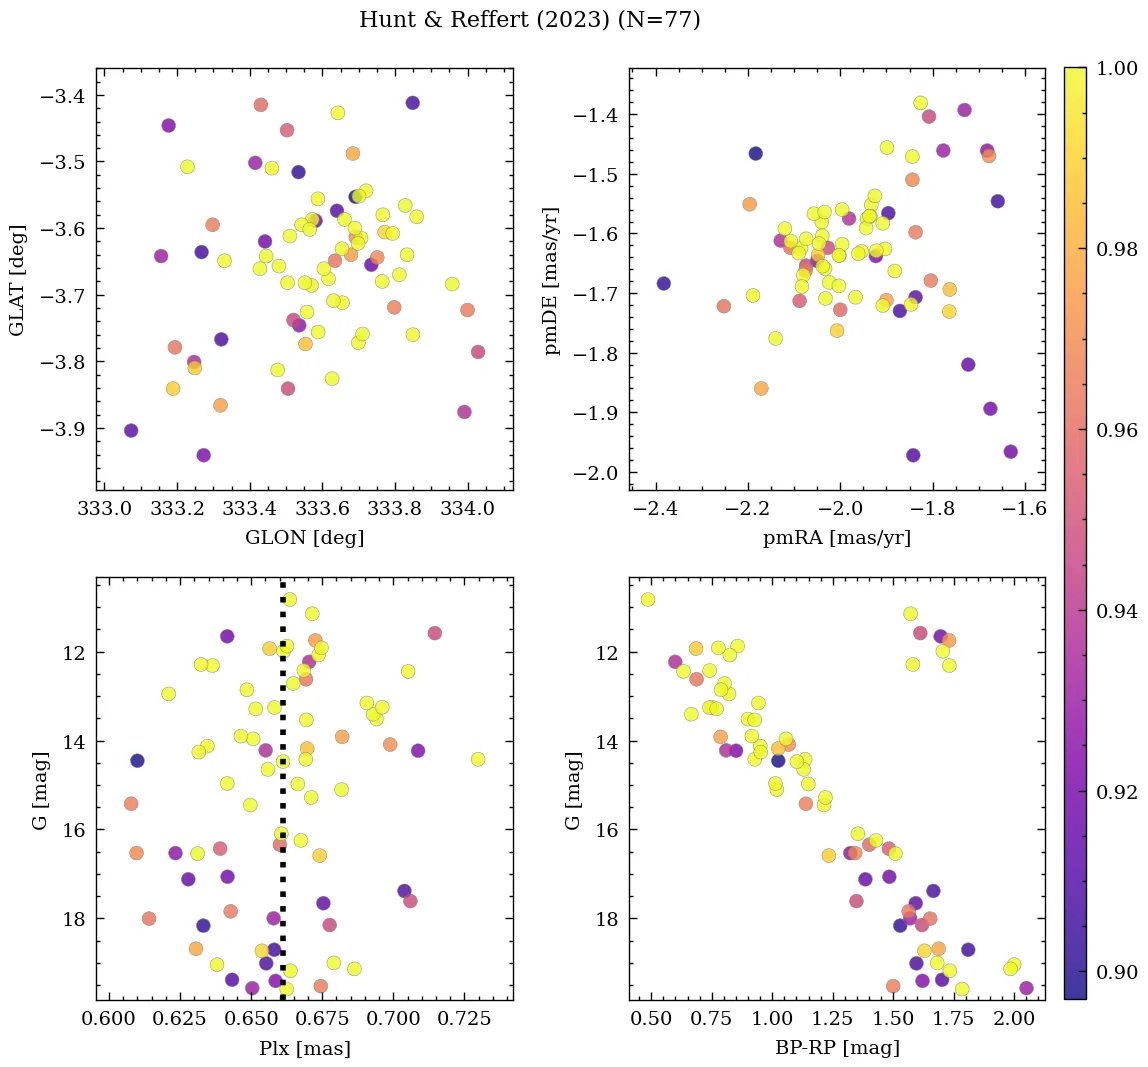 Hunt & Reffert (2023) (N=77)
−3.4
−3.5
−3.6
−3.7
−3.8
−3.9
GLAT [deg]
333.0 333.2 333.4 333.6 333.8 334.0
GLON [deg]
−1.4
−1.5
−1.6
−1.7
−1.8
−1.9
−2.0
pmDE [mas/yr]
−2.4 −2.2 −2.0 −1.8 −1.6
pmRA [mas/yr]
12
14
16
18
G [mag]
0.600 0.625 0.650 0.675 0.700 0.725
Plx [mas]
12
14
16
18
G [mag]
0.50 0.75 1.00 1.25 1.50 1.75 2.00
BP-RP [mag]
1.00
0.98
0.96
0.94
0.92
0.90